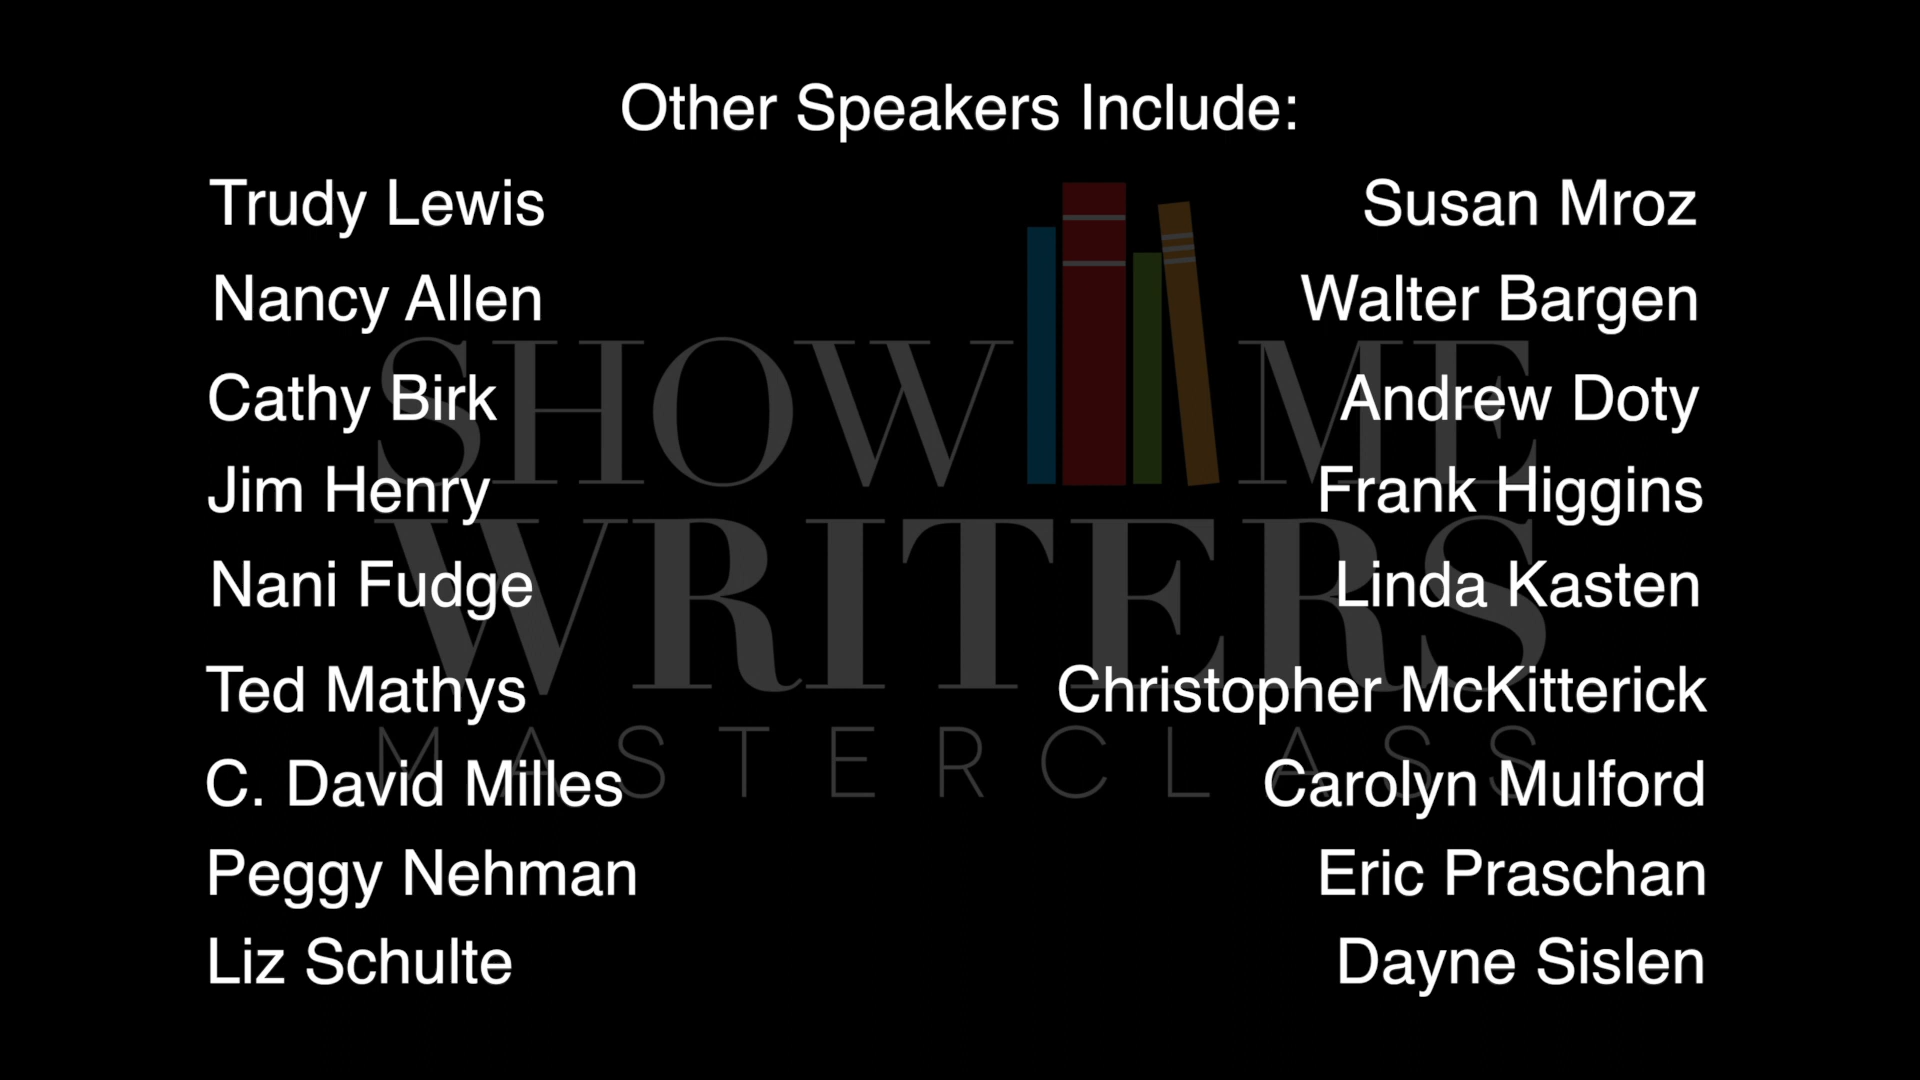 Other Speakers Include:
Trudy Lewis
Nancy Allen
Cathy Birk
Jim Henry
Nani Fudge
Ted Mathys
C. David Milles
Peggy Nehman
Liz Schulte
Susan Mroz
Walter Bargen
Andrew Doty
Frank Higgins
Linda Kasten
Christopher McKitterick
Carolyn Mulford
Eric Praschan
Dayne Sislen
SHOW ME
WRITERS
MASTERCLASS